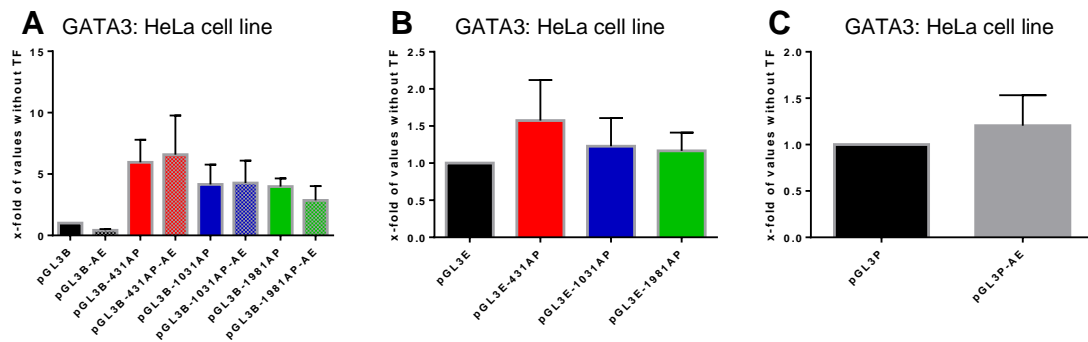 A
GATA3: HeLa cell line
x-fold of values without TF
15
10
5
0
pGL3B
pGL3B-AE
pGL3B-431AP
pGL3B-431AP-AE
pGL3B-1031AP
pGL3B-1031AP-AE
pGL3B-1981AP
pGL3B-1981AP-AE
B
GATA3: HeLa cell line
x-fold of values without TF
2.5
2.0
1.5
1.0
0.5
0.0
pGL3E
pGL3E-431AP
pGL3E-1031AP
pGL3E-1981AP
C
GATA3: HeLa cell line
x-fold of values without TF
2.0
1.5
1.0
0.5
0.0
pGL3P
pGL3P-AE